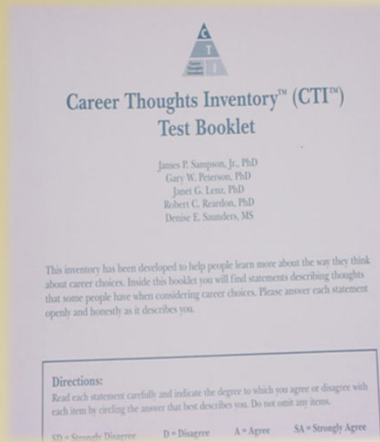 C
T
I
Career Thoughts Inventory™ (CTI™)
Test Booklet
James P. Sampson, Jr., PhD
Gary W. Peterson, PhD
Janet G. Lenz, PhD
Robert C. Reardon, PhD
Denise E. Saunders, MS
This inventory has been developed to help people learn more about the way they think
about career choices. Inside this booklet you will find statements describing thoughts
that some people have when considering career choices. Please answer each statement
openly and honestly as it describes you.
Directions:
Read each statement carefully and indicate the degree to which you agree or disagree with
each item by circling the answer that best describes you. Do not omit any items.
SD = Strongly Disagree D = Disagree A = Agree SA = Strongly Agree